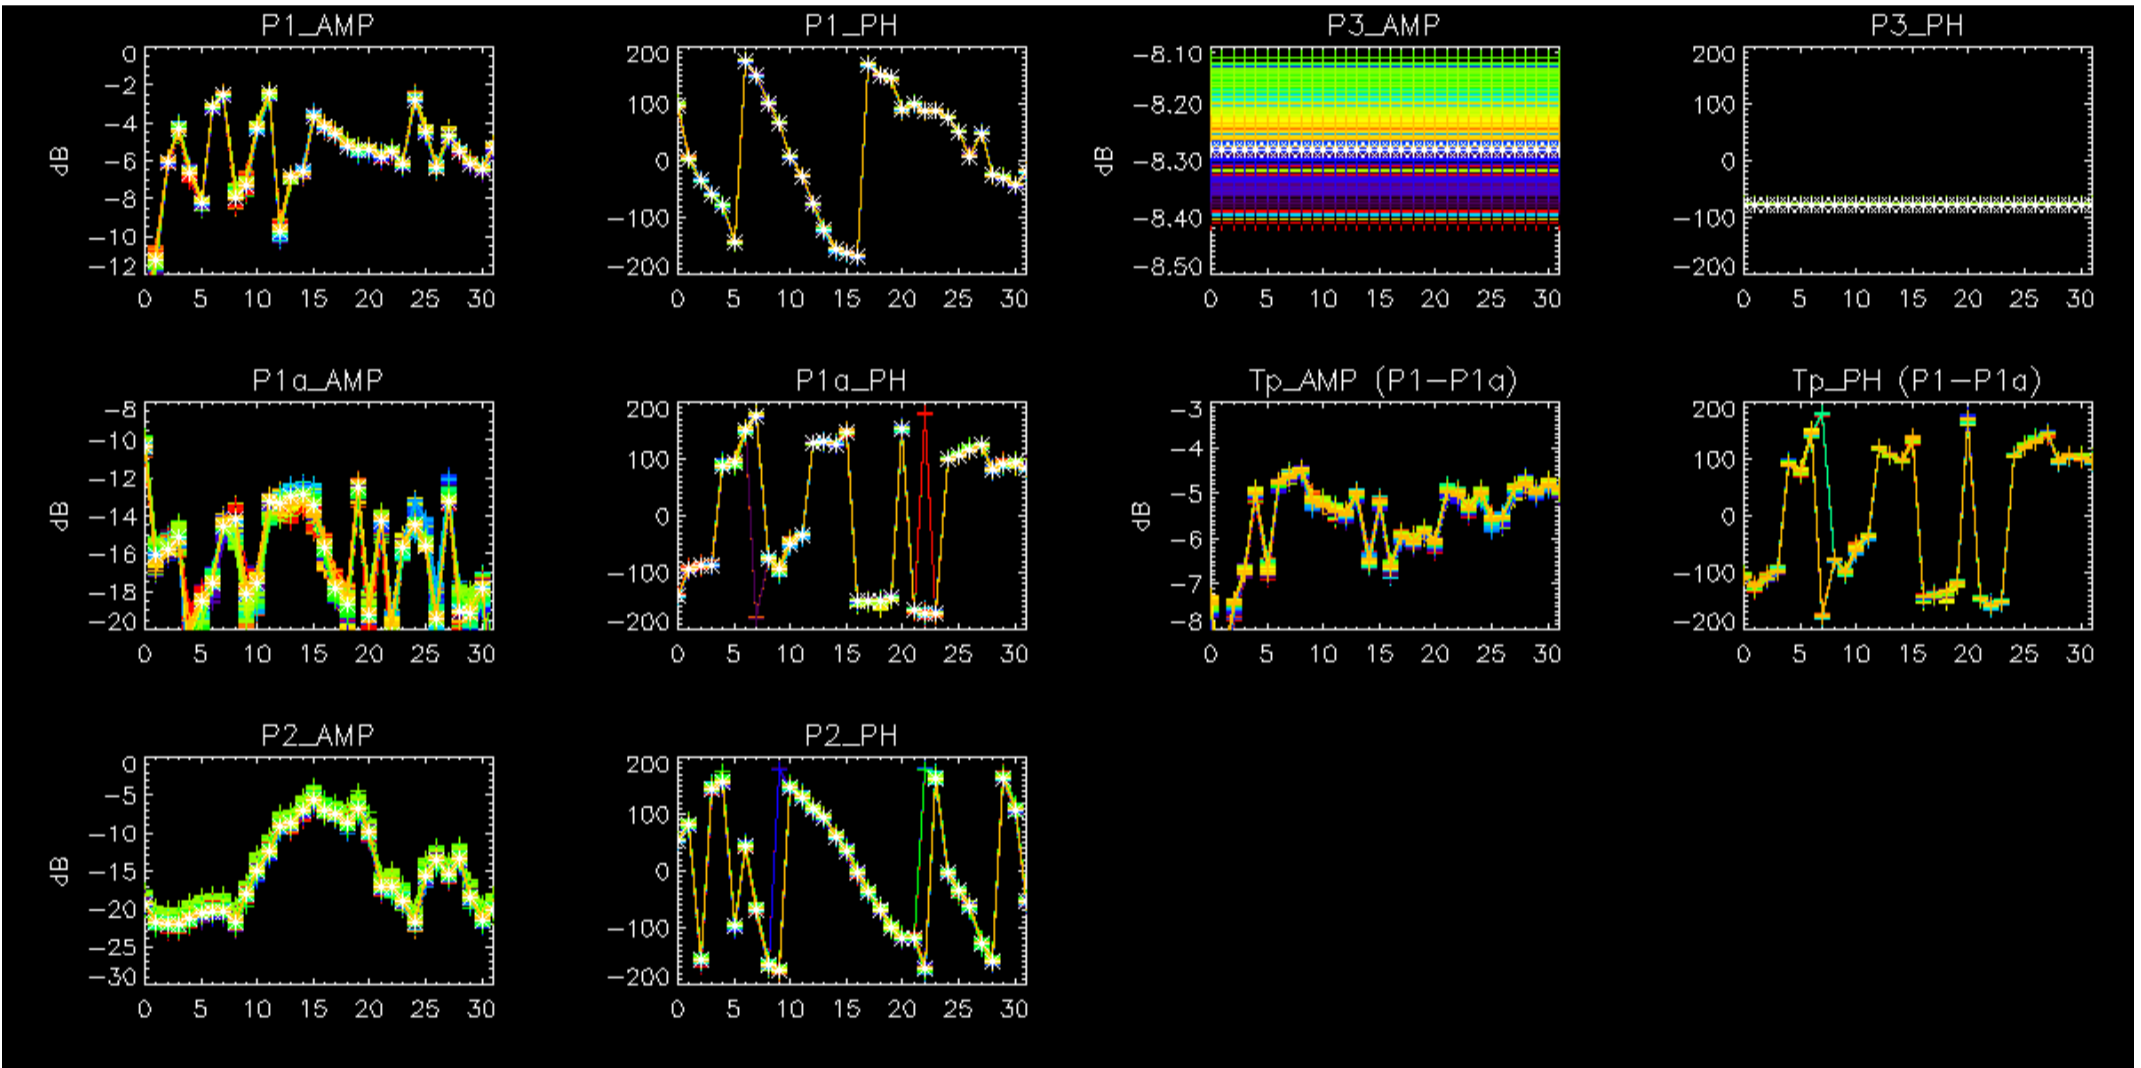 P1_AMP
P1_PH
P3_AMP
P3_PH
dB
0
-2
-4
-6
-8
-10
-12
0 5 10 15 20 25 30
200
100
0
-100
-200
0 5 10 15 20 25 30
dB
-8.10
-8.20
-8.30
-8.40
-8.50
0 5 10 15 20 25 30
200
100
0
-100
-200
0 5 10 15 20 25 30
P1a_AMP
P1a_PH
Tp_AMP (P1-P1a)
Tp_PH (P1-P1a)
dB
-8
-10
-12
-14
-16
-18
-20
0 5 10 15 20 25 30
200
100
0
-100
-200
0 5 10 15 20 25 30
dB
-3
-4
-5
-6
-7
-8
0 5 10 15 20 25 30
200
100
0
-100
-200
0 5 10 15 20 25 30
P2_AMP
P2_PH
dB
0
-5
-10
-15
-20
-25
-30
0 5 10 15 20 25 30
200
100
0
-100
-200
0 5 10 15 20 25 30